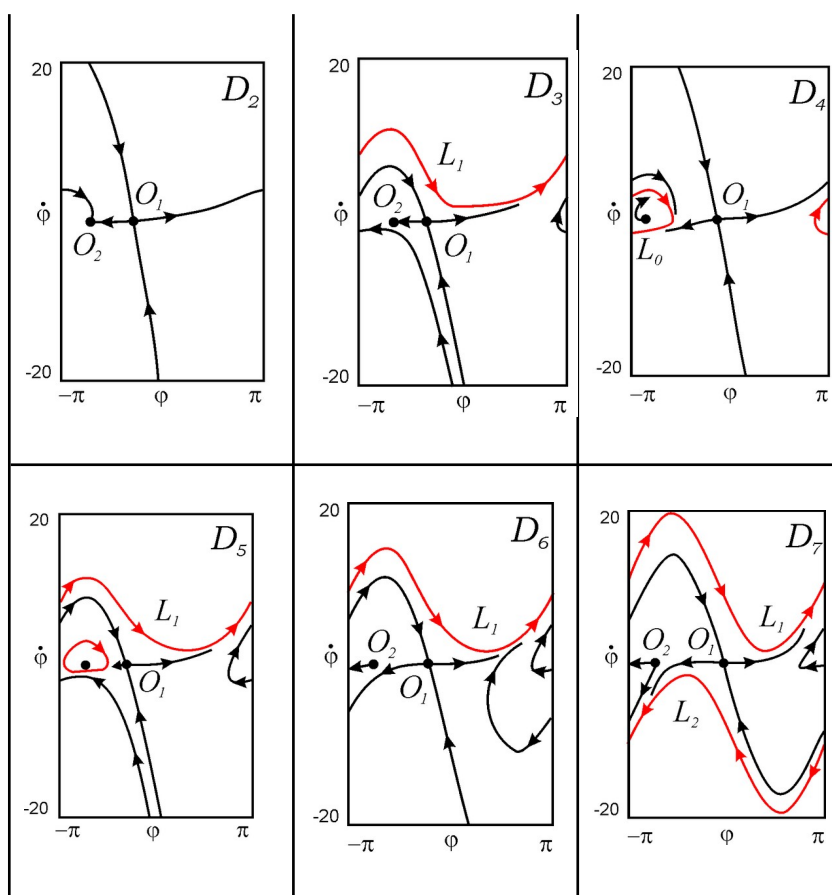 20 D₂
φ̇ O₁
O₂
-20
−π φ π
20 D₃
L₁
φ̇ O₂
O₁
-20
−π φ π
20 D₄
φ̇ O₁
L₀
-20
−π φ π
20 D₅
L₁
φ̇ O₁
-20
−π φ π
20 D₆
L₁
φ̇ O₂
O₁
-20
−π φ π
20 D₇
L₁
φ̇ O₂ O₁
L₂
-20
−π φ π